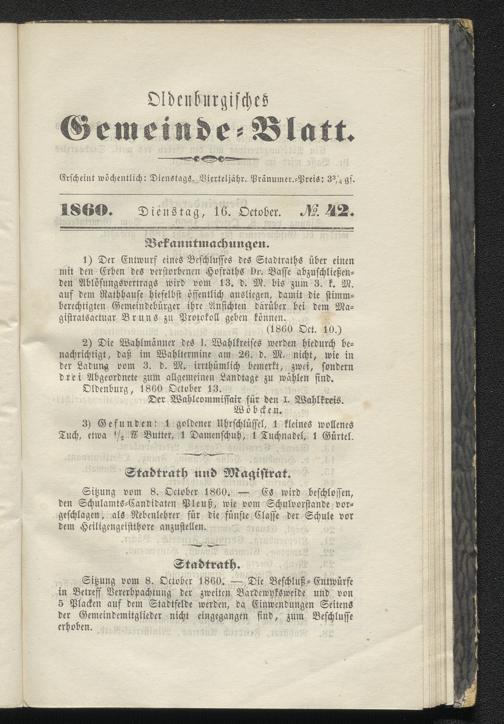 Oldenburgisches
Gemeinde-Blatt.
Erscheint wöchentlich: Dienstags. Vierteljähr. Pränumer.-Preis: 3¾ gf.
1860. Dienstag, 16. October. № 42.
Bekanntmachungen.
1) Der Entwurf eines Beschlusses des Stadtraths über einen
mit den Erben des verstorbenen Hofraths Dr. Basse abzuschließen-
den Ablösungsvertrags wird vom 13. d. M. bis zum 3. k. M.
auf dem Rathhause hieselbst öffentlich ausliegen, damit die stimm-
berechtigten Gemeindebürger ihre Ansichten darüber bei dem Ma-
gistratsactuar Bruns zu Protokoll geben können.
(1860 Oct. 10.)
2) Die Wahlmänner des 1. Wahlkreises werden hiedurch be-
nachrichtigt, daß im Wahltermine am 26. d. M. nicht, wie in
der Ladung vom 3. d. M. irrthümlich bemerkt, zwei, sondern
drei Abgeordnete zum allgemeinen Landtage zu wählen sind.
Oldenburg, 1860 October 13.
Der Wahlcommissair für den 1. Wahlkreis.
Wöbcken.
3) Gefunden: 1 goldener Uhrschlüssel, 1 kleines wollenes
Tuch, etwa ½ ℔ Butter, 1 Damenschuh, 1 Tuchnadel, 1 Gürtel.
Stadtrath und Magistrat.
Sitzung vom 8. October 1860. — Es wird beschlossen,
den Schulamts-Candidaten Pleuß, wie vom Schulvorstande vor-
geschlagen, als Nebenlehrer für die fünfte Classe der Schule vor
dem Heiligengeistthore anzustellen.
Stadtrath.
Sitzung vom 8. October 1860. — Die Beschluß-Entwürfe
in Betreff Vererbpachtung der zweiten Bardewyksweide und von
5 Placken auf dem Stadtfelde werden, da Einwendungen Seitens
der Gemeindemitglieder nicht eingegangen sind, zum Beschlusse
erhoben.